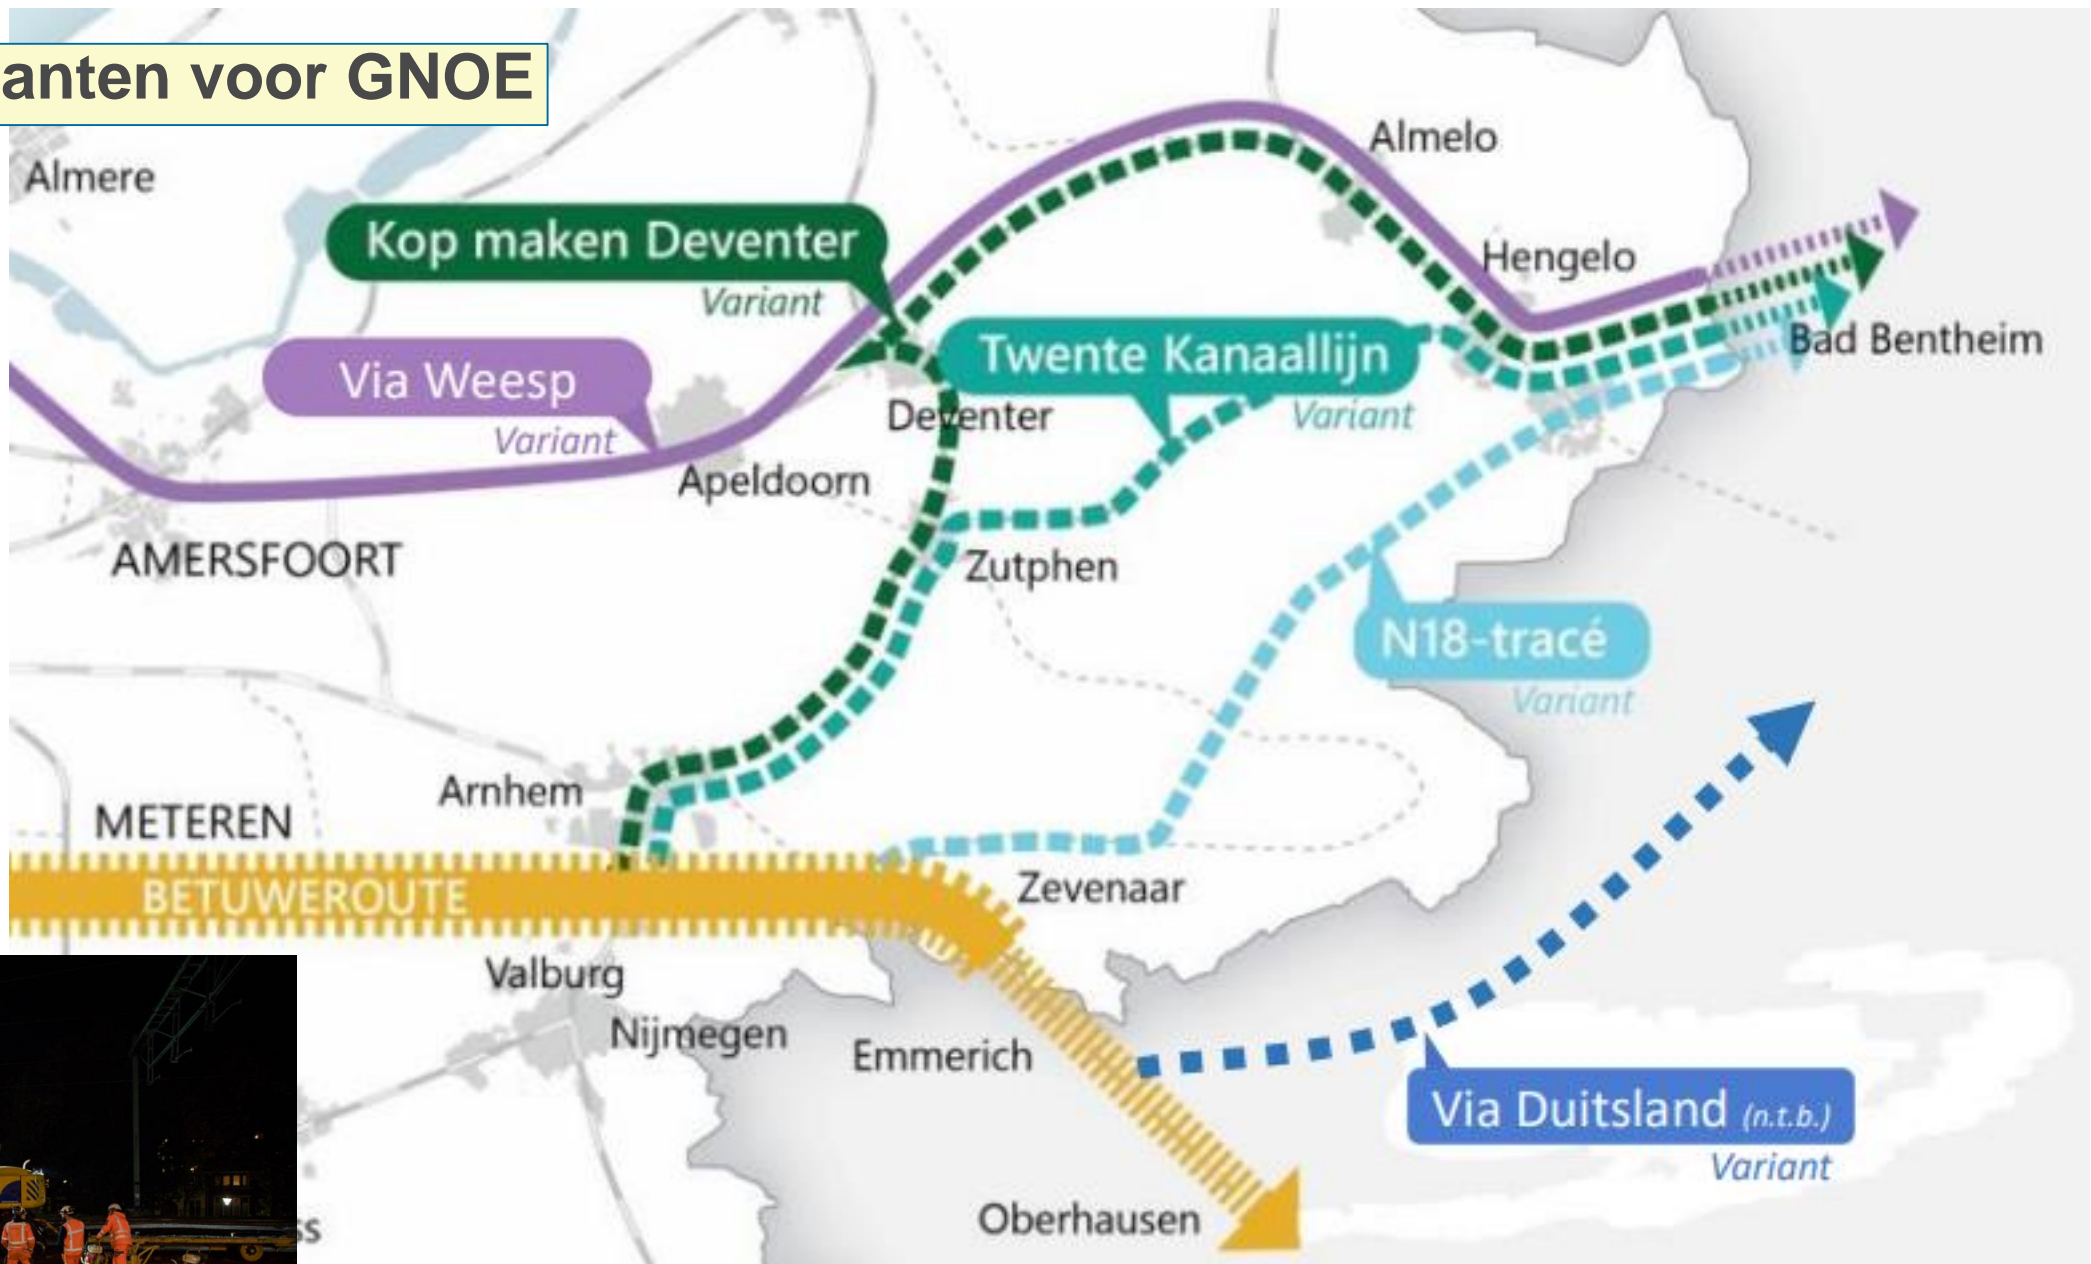 anten voor GNOE
Almere
Almelo
Kop maken Deventer
Variant
Hengelo
Twente Kanaallijn
Variant
Bad Bentheim
Via Weesp
Variant
Deventer
Apeldoorn
AMERSFOORT
Zutphen
N18-tracé
Variant
Arnhem
METEREN
BETUWEROUTE
Zevenaar
Valburg
Nijmegen
Emmerich
Via Duitsland (n.t.b.)
Variant
Oberhausen
ss